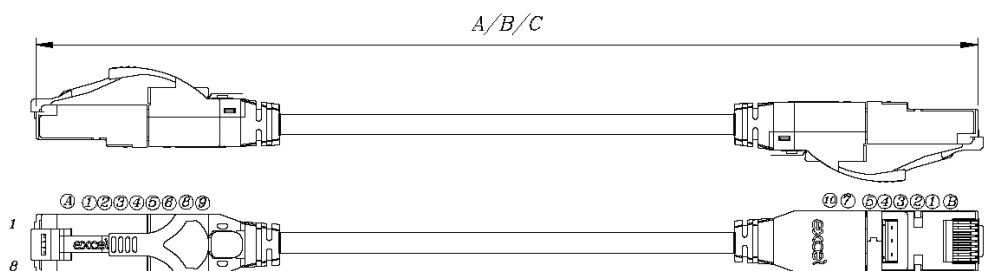 A/B/C
Ⓐ ①②③④⑤⑥⑧⑨
⑩⑦ ⑤④③②①Ⓑ
1
excel
excel
8